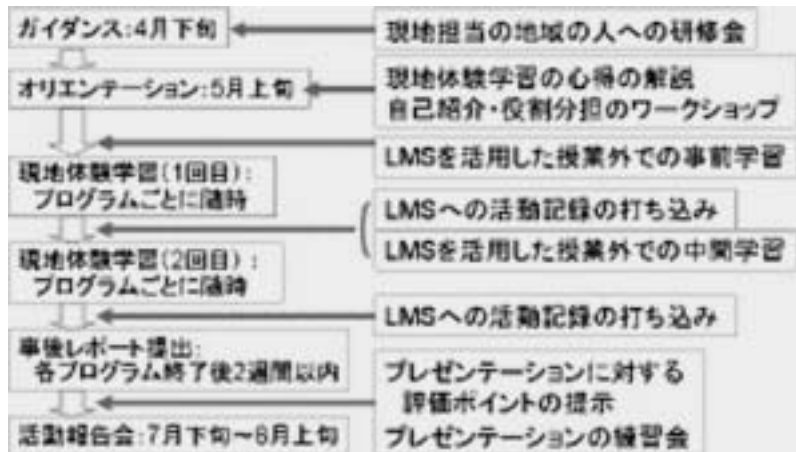 ガイダンス:4月下旬
現地担当の地域の人への研修会
オリエンテーション:5月上旬
現地体験学習の心得の解説
自己紹介・役割分担のワークショップ
LMSを活用した授業外での事前学習
現地体験学習(1回目):
プログラムごとに随時
LMSへの活動記録の打ち込み
LMSを活用した授業外での中間学習
現地体験学習(2回目):
プログラムごとに随時
LMSへの活動記録の打ち込み
事後レポート提出:
各プログラム終了後2週間以内
プレゼンテーションに対する
評価ポイントの提示
プレゼンテーションの練習会
活動報告会:7月下旬~8月上旬